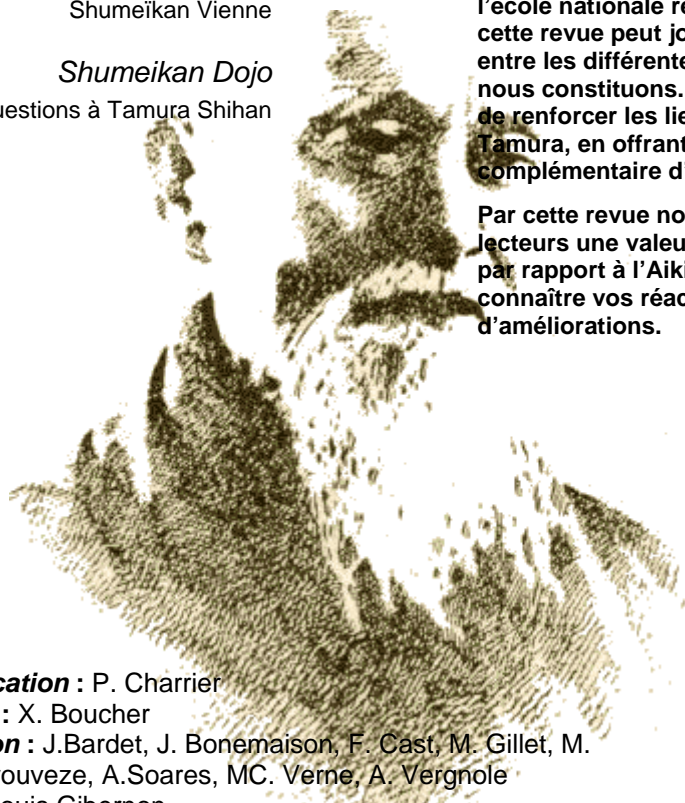 Shumeïkan Vienne
Shumeikan Dojo
uestions à Tamura Shihan
l'école nationale re
cette revue peut jo
entre les différente
nous constituons.
de renforcer les lie
Tamura, en offrant
complémentaire d'
Par cette revue no
lecteurs une valeu
par rapport à l'Aiki
connaître vos réac
d'améliorations.
cation : P. Charrier
: X. Boucher
on : J.Bardet, J. Bonemaison, F. Cast, M. Gillet, M.
rouveze, A.Soares, MC. Verne, A. Vergnole